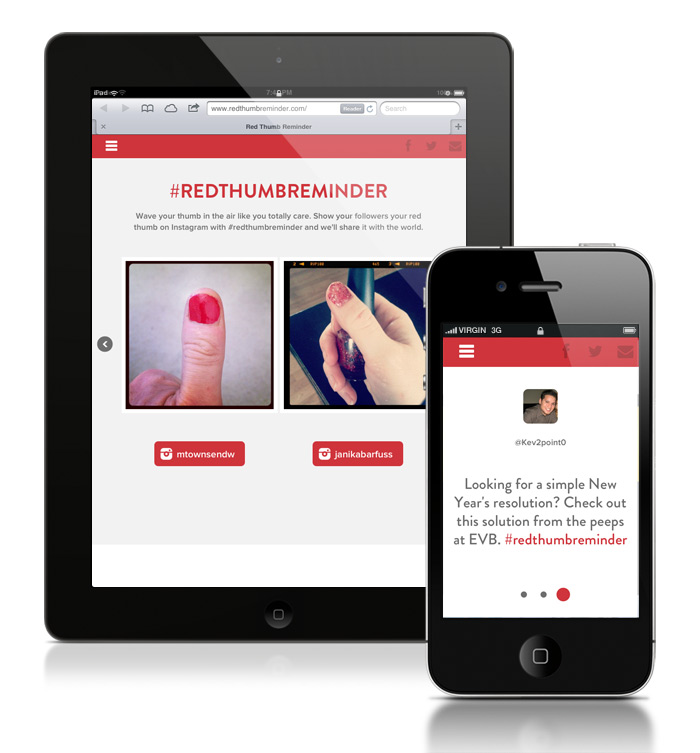 iPad
7:4 PM
www.redthumbreminder.com/
Reader
Search
Red Thumb Reminder
#REDTHUMBREMINDER
Wave your thumb in the air like you totally care. Show your followers your red
thumb on Instagram with #redthumbreminder and we'll share it with the world.
mtownsendw
janikabarfuss
VIRGIN 3G
@Kev2point0
Looking for a simple New
Year's resolution? Check out
this solution from the peeps
at EVB. #redthumbreminder